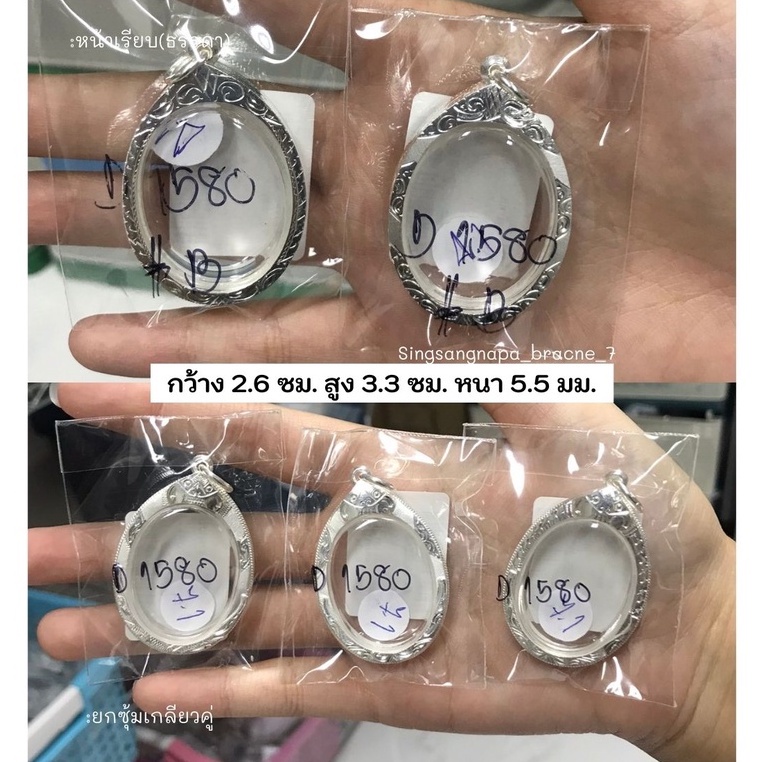 :หน้าเรียบ(ธรรดา)
D 1580
# B
D 1580
# B
Singsangnapa_bracne_7
กว้าง 2.6 ซม. สูง 3.3 ซม. หนา 5.5 มม.
D 1580
D 1580
D 1580
:ยกซุ้มเกลียวคู่